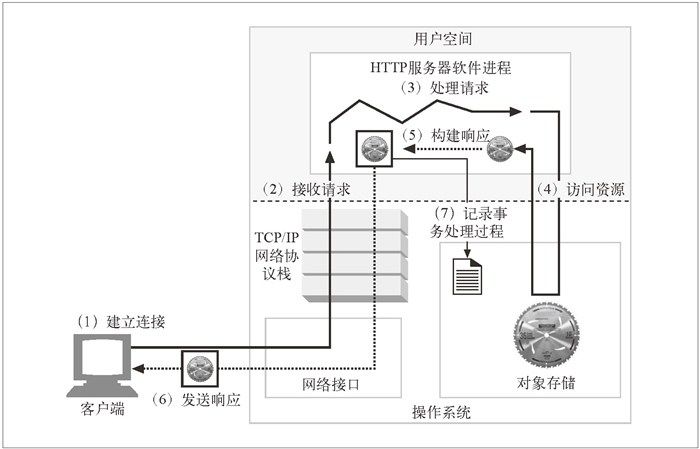 用户空间
HTTP服务器软件进程
（3）处理请求
（5）构建响应
（2）接收请求
（4）访问资源
（7）记录事
务处理过程
TCP/IP
网络协
议栈
（1）建立连接
网络接口
对象存储
（6）发送响应
客户端
操作系统